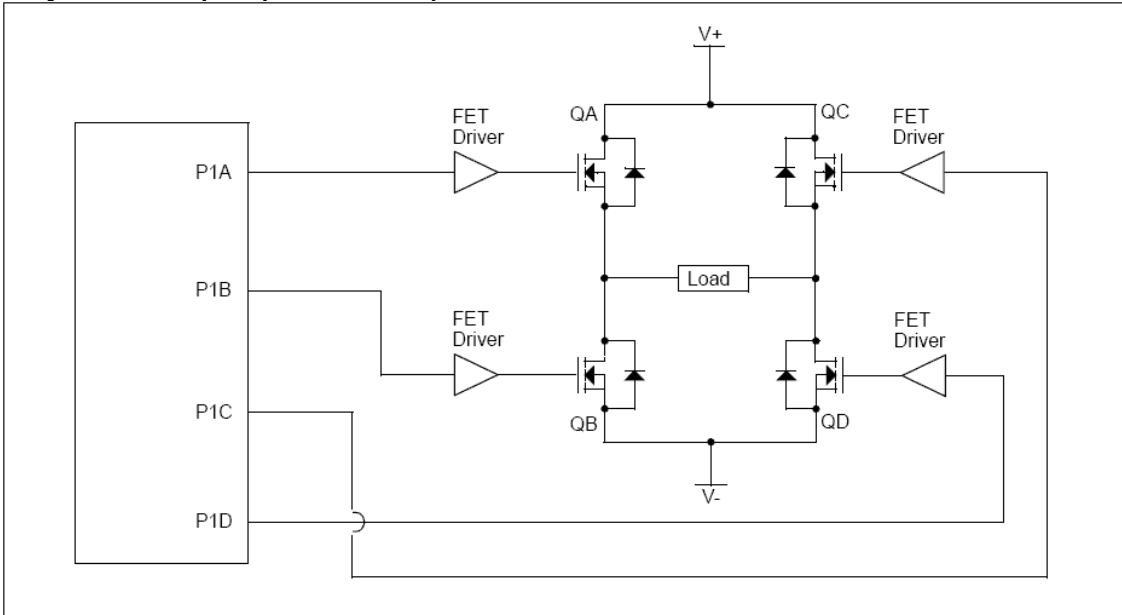 V+
QA
QC
FET
Driver
FET
Driver
P1A
P1B
Load
FET
Driver
FET
Driver
P1C
QB
QD
V-
P1D